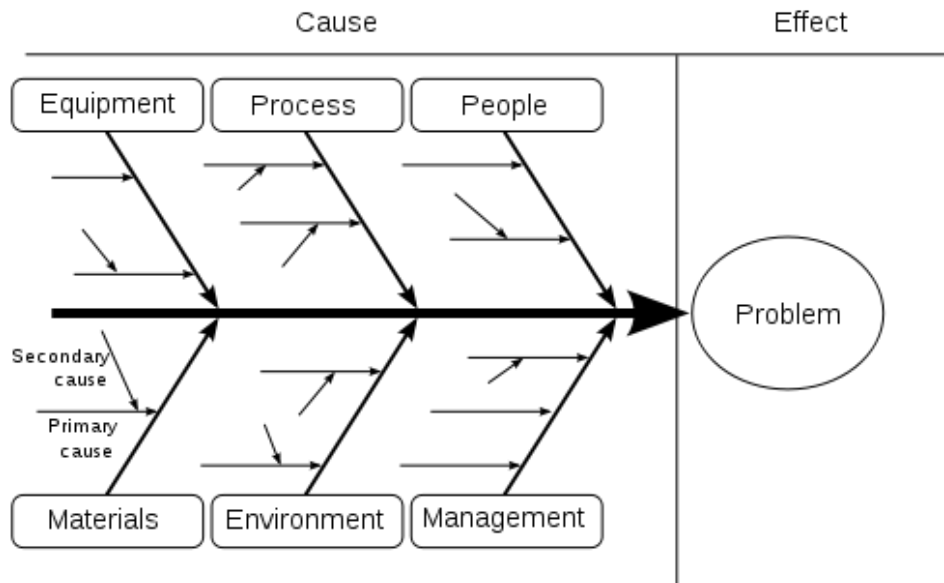 Cause
Effect
Equipment
Process
People
Problem
Secondary
cause
Primary
cause
Materials
Environment
Management